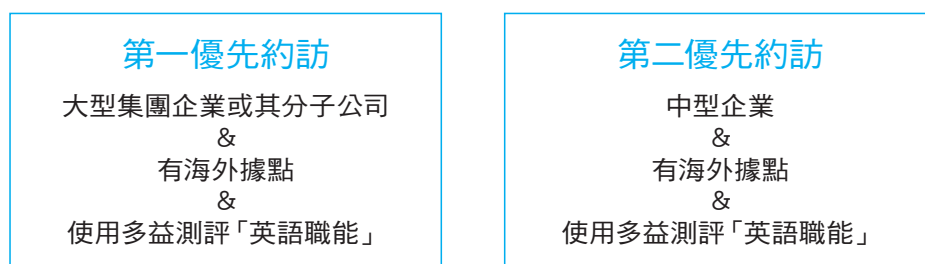 第一優先約訪
大型集團企業或其分子公司
&
有海外據點
&
使用多益測評「英語職能」
第二優先約訪
中型企業
&
有海外據點
&
使用多益測評「英語職能」